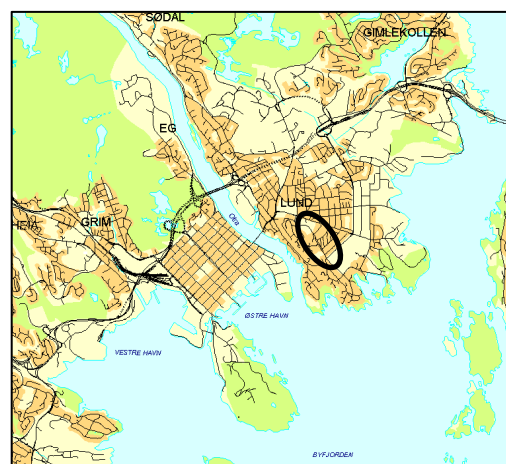 SØDAL
GIMLEKOLLEN
EG
LUND
GRIM
Otra
ØSTRE HAVN
VESTRE HAVN
BYFJORDEN